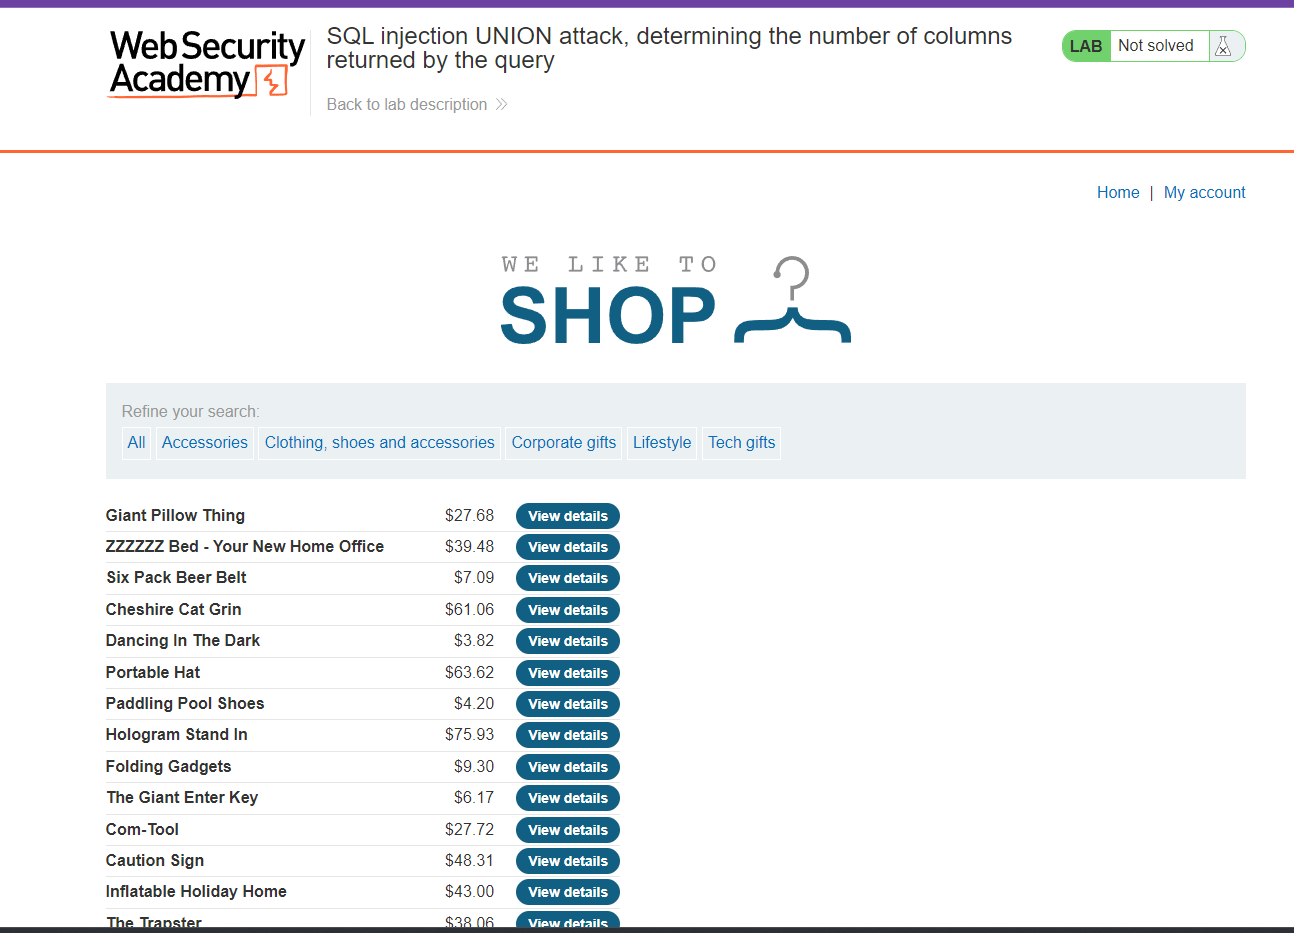 Web Security
Academy
SQL injection UNION attack, determining the number of columns
returned by the query
Back to lab description
LAB Not solved
Home | My account
WE LIKE TO
SHOP
Refine your search:
All Accessories Clothing, shoes and accessories Corporate gifts Lifestyle Tech gifts
Giant Pillow Thing $27.68 View details
ZZZZZZ Bed - Your New Home Office $39.48 View details
Six Pack Beer Belt $7.09 View details
Cheshire Cat Grin $61.06 View details
Dancing In The Dark $3.82 View details
Portable Hat $63.62 View details
Paddling Pool Shoes $4.20 View details
Hologram Stand In $75.93 View details
Folding Gadgets $9.30 View details
The Giant Enter Key $6.17 View details
Com-Tool $27.72 View details
Caution Sign $48.31 View details
Inflatable Holiday Home $43.00 View details
The Trapster $38.06 View details